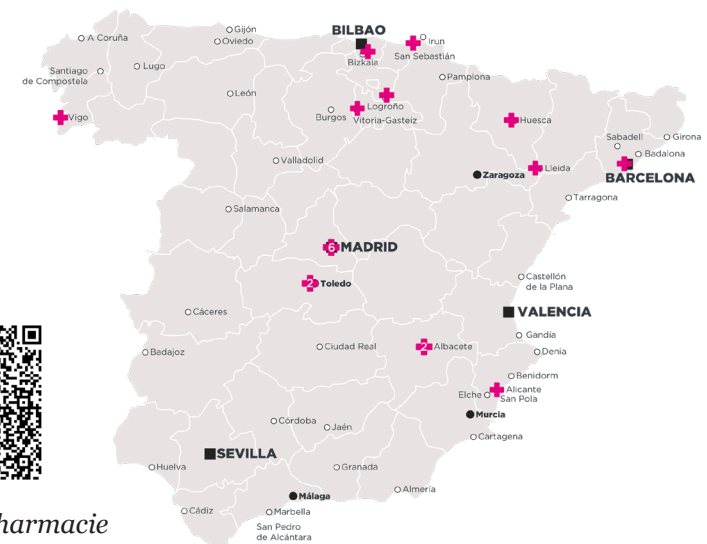 Gijón
BILBAO
A Coruña
Oviedo
Irun
Bizkaia
San Sebastián
Lugo
Santiago
de Compostela
Pamplona
León
Logroño
Burgos
Vitoria-Gasteiz
Huesca
Vigo
Sabadell
Girona
Badalona
Valladolid
Lleida
Zaragoza
BARCELONA
Tarragona
Salamanca
6
MADRID
Castellón
de la Plana
2
Toledo
Cáceres
VALENCIA
Gandía
Badajoz
Ciudad Real
2
Albacete
Denia
Benidorm
Elche
Alicante
San Pola
Murcia
Córdoba
Jaén
Cartagena
SEVILLA
Huelva
Granada
Almería
Málaga
Cádiz
Marbella
San Pedro
de Alcántara
harmacie